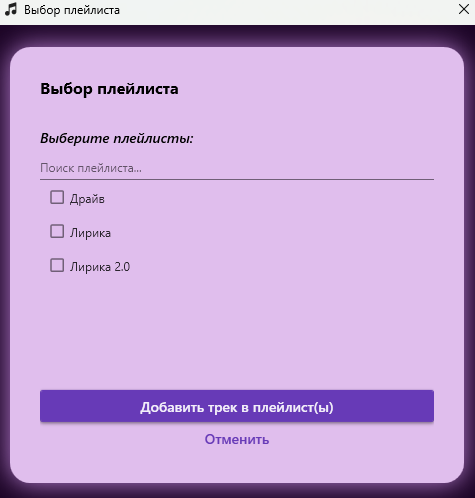 Выбор плейлиста
Выбор плейлиста
Выберите плейлисты:
Поиск плейлиста...
Драйв
Лирика
Лирика 2.0
Добавить трек в плейлист(ы)
Отменить